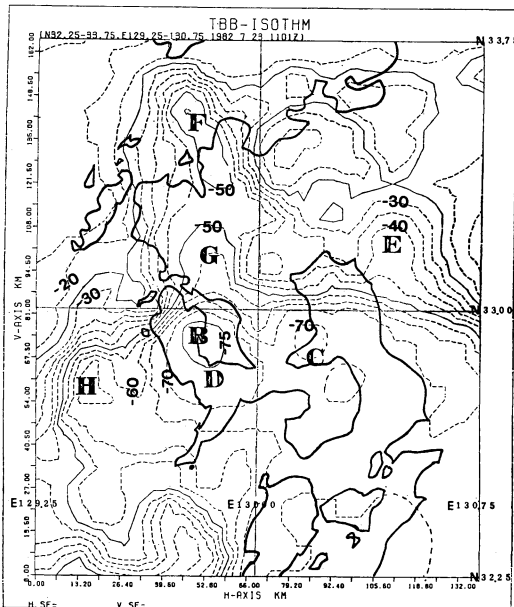 TBB-ISOTHM
(N32.25-33.75,E129.25-130.75 1982 7 23 1101Z)
N33,75
162.00
148.50
135.00
121.50
108.00
94.50
81.00
67.50
54.00
40.50
27.00
13.50
0.00
V-AXIS KM
F
-50
-30
-50
-40
E
G
-20
-30
N33,00
B
-75
-70
C
H
-60
-70
D
E129,25
E13000
E130,75
N32,25
0.00 13.20 26.40 39.60 52.80 66.00 79.20 92.40 105.60 118.80 132.00
H-AXIS KM
H SF=
V SF=